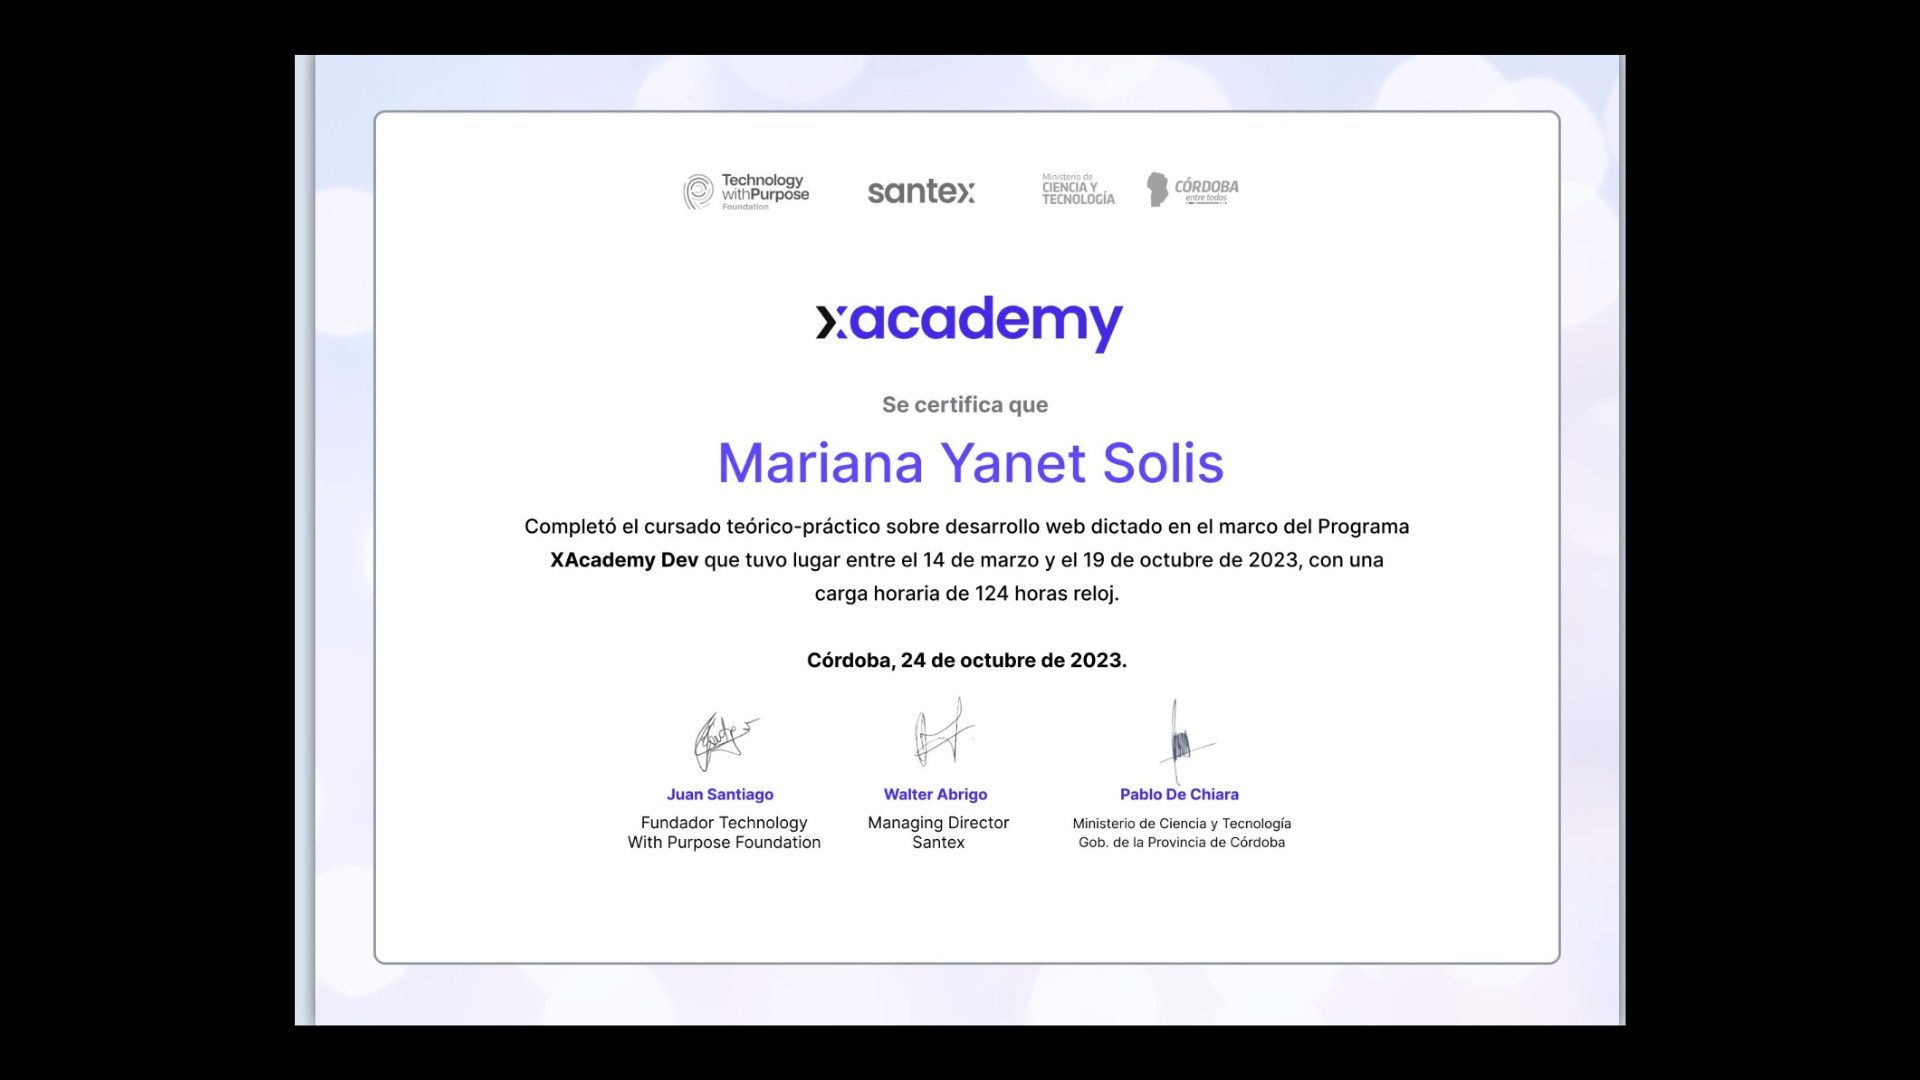 Technology
withPurpose
Foundation
santex
Ministerio de
CIENCIA Y
TECNOLOGÍA
CÓRDOBA
entre todos
xacademy
Se certifica que
Mariana Yanet Solis
Completó el cursado teórico-práctico sobre desarrollo web dictado en el marco del Programa
XAcademy Dev que tuvo lugar entre el 14 de marzo y el 19 de octubre de 2023, con una
carga horaria de 124 horas reloj.
Córdoba, 24 de octubre de 2023.
Juan Santiago
Fundador Technology
With Purpose Foundation
Walter Abrigo
Managing Director
Santex
Pablo De Chiara
Ministerio de Ciencia y Tecnología
Gob. de la Provincia de Córdoba